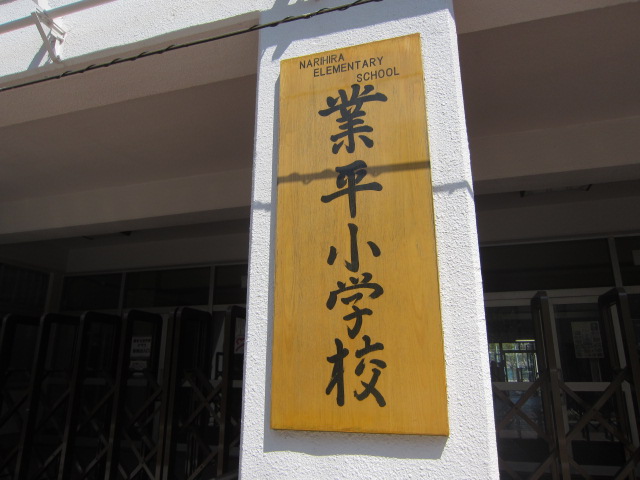 NARIHIRA
ELEMENTARY
SCHOOL
業平小学校